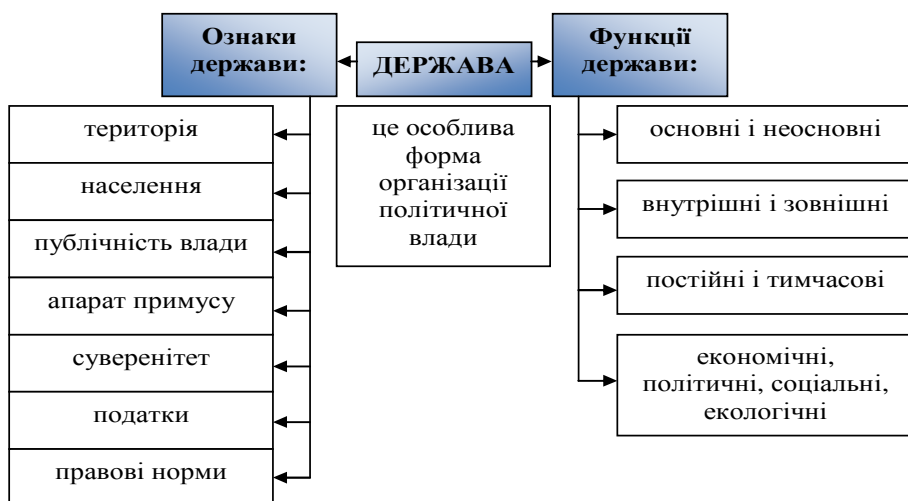 Ознаки
держави:
територія
населення
публічність влади
апарат примусу
суверенітет
податки
правові норми
ДЕРЖАВА
це особлива
форма
організації
політичної
влади
Функції
держави:
основні і неосновні
внутрішні і зовнішні
постійні і тимчасові
економічні,
політичні, соціальні,
екологічні